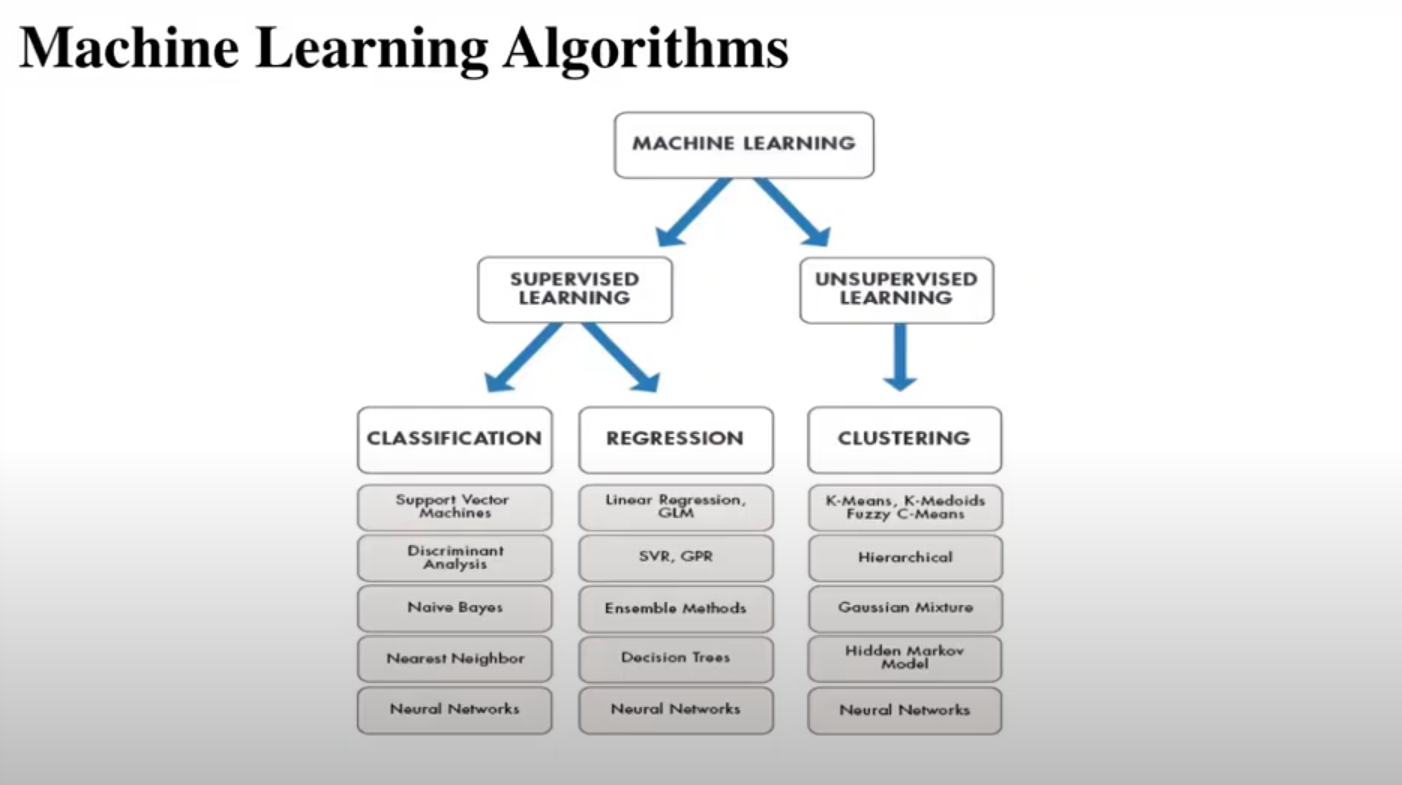 Machine Learning Algorithms
MACHINE LEARNING
SUPERVISED
LEARNING
UNSUPERVISED
LEARNING
CLASSIFICATION
Support Vector
Machines
Discriminant
Analysis
Naive Bayes
Nearest Neighbor
Neural Networks
REGRESSION
Linear Regression,
GLM
SVR, GPR
Ensemble Methods
Decision Trees
Neural Networks
CLUSTERING
K-Means, K-Medoids
Fuzzy C-Means
Hierarchical
Gaussian Mixture
Hidden Markov
Model
Neural Networks